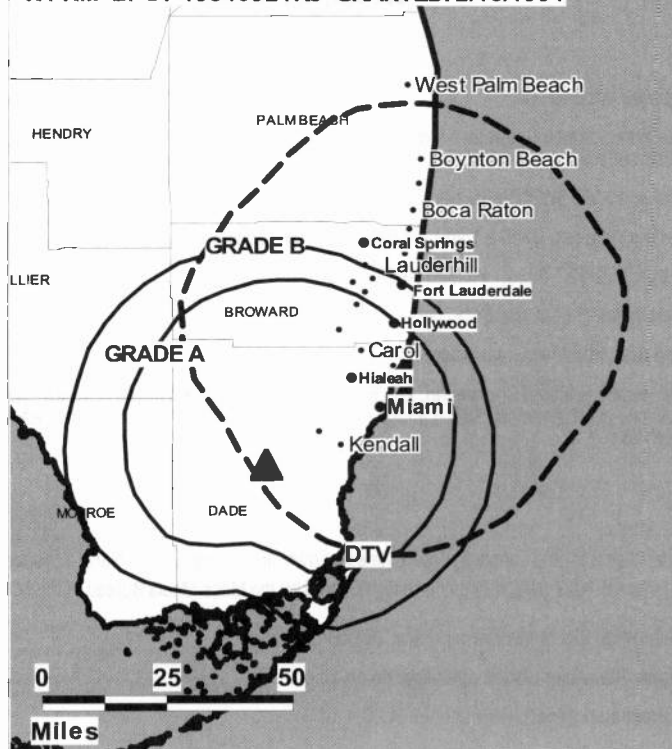 West Palm Beach
HENDRY
PALM BEACH
Boynton Beach
Boca Raton
GRADE B
Coral Springs
Lauderhill
LLIER
Fort Lauderdale
BROWARD
Hollywood
GRADE A
Carol
Hialeah
Miami
Kendall
MONROE
DADE
DTV
0 25 50
Miles